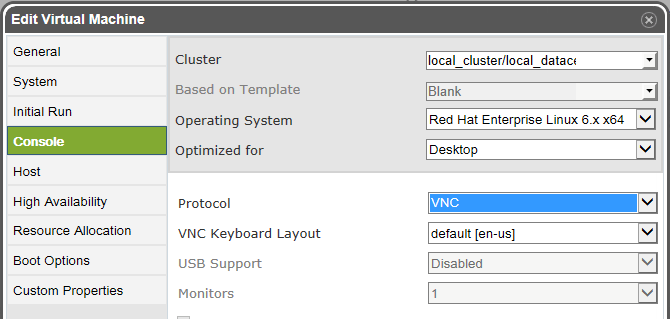 Edit Virtual Machine
General
System
Initial Run
Console
Host
High Availability
Resource Allocation
Boot Options
Custom Properties
Cluster local_cluster/local_datace
Based on Template Blank
Operating System Red Hat Enterprise Linux 6.x x64
Optimized for Desktop
Protocol VNC
VNC Keyboard Layout default [en-us]
USB Support Disabled
Monitors 1